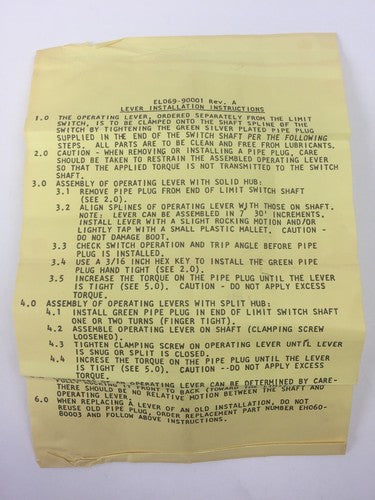 EL069-90001 Rev. A
LEVER INSTALLATION INSTRUCTIONS
1.0 THE OPERATING LEVER, ORDERED SEPARATELY FROM THE LIMIT
SWITCH, IS TO BE CLAMPED ONTO THE SHAFT SPLINE OF THE
SWITCH BY TIGHTENING THE GREEN SILVER PLATED PIPE PLUG
SUPPLIED IN THE END OF THE SWITCH SHAFT PER THE FOLLOWING
STEPS. ALL PARTS ARE TO BE CLEAN AND FREE FROM LUBRICANTS.
2.0 CAUTION - WHEN REMOVING OR INSTALLING A PIPE PLUG, CARE
SHOULD BE TAKEN TO RESTRAIN THE ASSEMBLED OPERATING LEVER
SO THAT THE APPLIED TORQUE IS NOT TRANSMITTED TO THE SWITCH
SHAFT.
3.0 ASSEMBLY OF OPERATING LEVER WITH SOLID HUB:
3.1 REMOVE PIPE PLUG FROM END OF LIMIT SWITCH SHAFT
(SEE 2.0).
3.2 ALIGN SPLINES OF OPERATING LEVER WITH THOSE ON SHAFT.
NOTE: LEVER CAN BE ASSEMBLED IN 7° 30' INCREMENTS.
INSTALL LEVER WITH A SLIGHT ROCKING MOTION AND/OR
LIGHTLY TAP WITH A SMALL PLASTIC MALLET. CAUTION -
DO NOT DAMAGE BOOT.
3.3 CHECK SWITCH OPERATION AND TRIP ANGLE BEFORE PIPE
PLUG IS INSTALLED.
3.4 USE A 3/16 INCH HEX KEY TO INSTALL THE GREEN PIPE
PLUG HAND TIGHT (SEE 2.0).
3.5 INCREASE THE TORQUE ON THE PIPE PLUG UNTIL THE LEVER
IS TIGHT (SEE 5.0). CAUTION - DO NOT APPLY EXCESS
TORQUE.
4.0 ASSEMBLY OF OPERATING LEVERS WITH SPLIT HUB:
4.1 INSTALL GREEN PIPE PLUG IN END OF LIMIT SWITCH SHAFT
ONE OR TWO TURNS (FINGER TIGHT).
4.2 ASSEMBLE OPERATING LEVER ON SHAFT (CLAMPING SCREW
LOOSENED).
4.3 TIGHTEN CLAMPING SCREW ON OPERATING LEVER UNTIL LEVER
IS SNUG OR SPLIT IS CLOSED.
4.4 INCRESE THE TORQUE ON THE PIPE PLUG UNTIL THE LEVER
IS TIGHT (SEE 5.0). CAUTION --DO NOT APPLY EXCESS
TORQUE.
OPERATING LEVER CAN BE DETERMINED BY CARE-
FRONT TO BACK
THERE SHOULD BE NO RELATIVE MOTION BETWEEN THE SHAFT AND
OPERATING LEVER.
6.0 WHEN REPLACING A LEVER OF AN OLD INSTALLATION, DO NOT
REUSE OLD PIPE PLUG, ORDER REPLACEMENT PART NUMBER EH060-
80003 AND FOLLOW ABOVE INSTRUCTIONS.